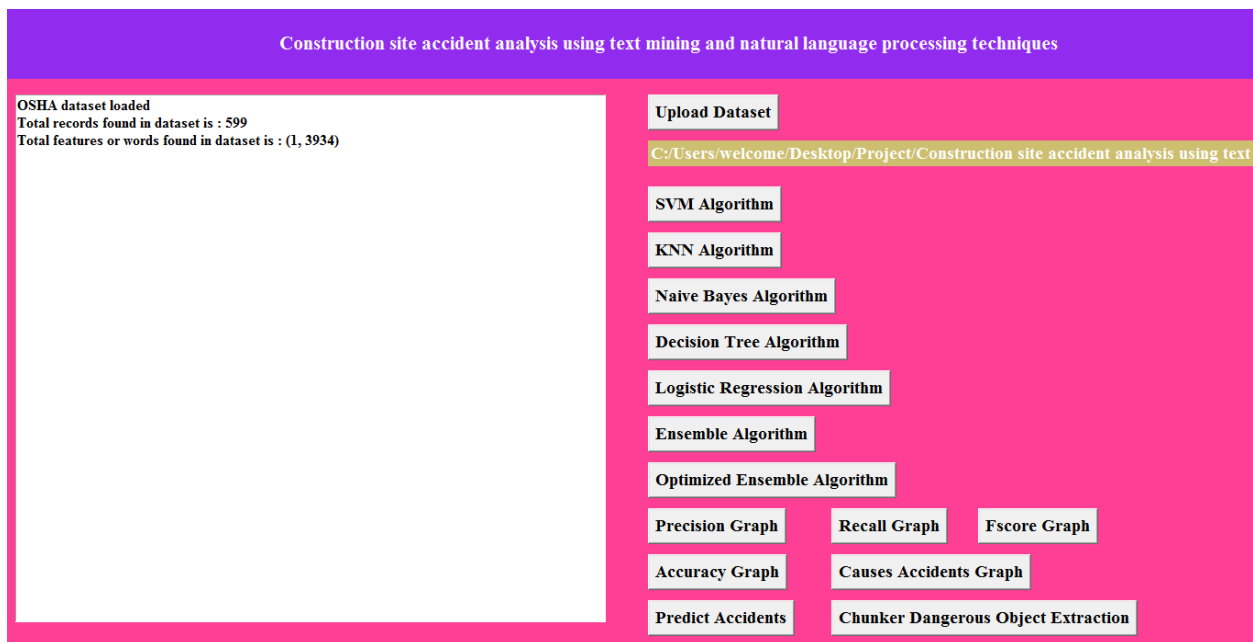 Construction site accident analysis using text mining and natural language processing techniques
OSHA dataset loaded
Total records found in dataset is : 599
Total features or words found in dataset is : (1, 3934)
Upload Dataset
C:/Users/welcome/Desktop/Project/Construction site accident analysis using text
SVM Algorithm
KNN Algorithm
Naive Bayes Algorithm
Decision Tree Algorithm
Logistic Regression Algorithm
Ensemble Algorithm
Optimized Ensemble Algorithm
Precision Graph Recall Graph Fscore Graph
Accuracy Graph Causes Accidents Graph
Predict Accidents Chunker Dangerous Object Extraction